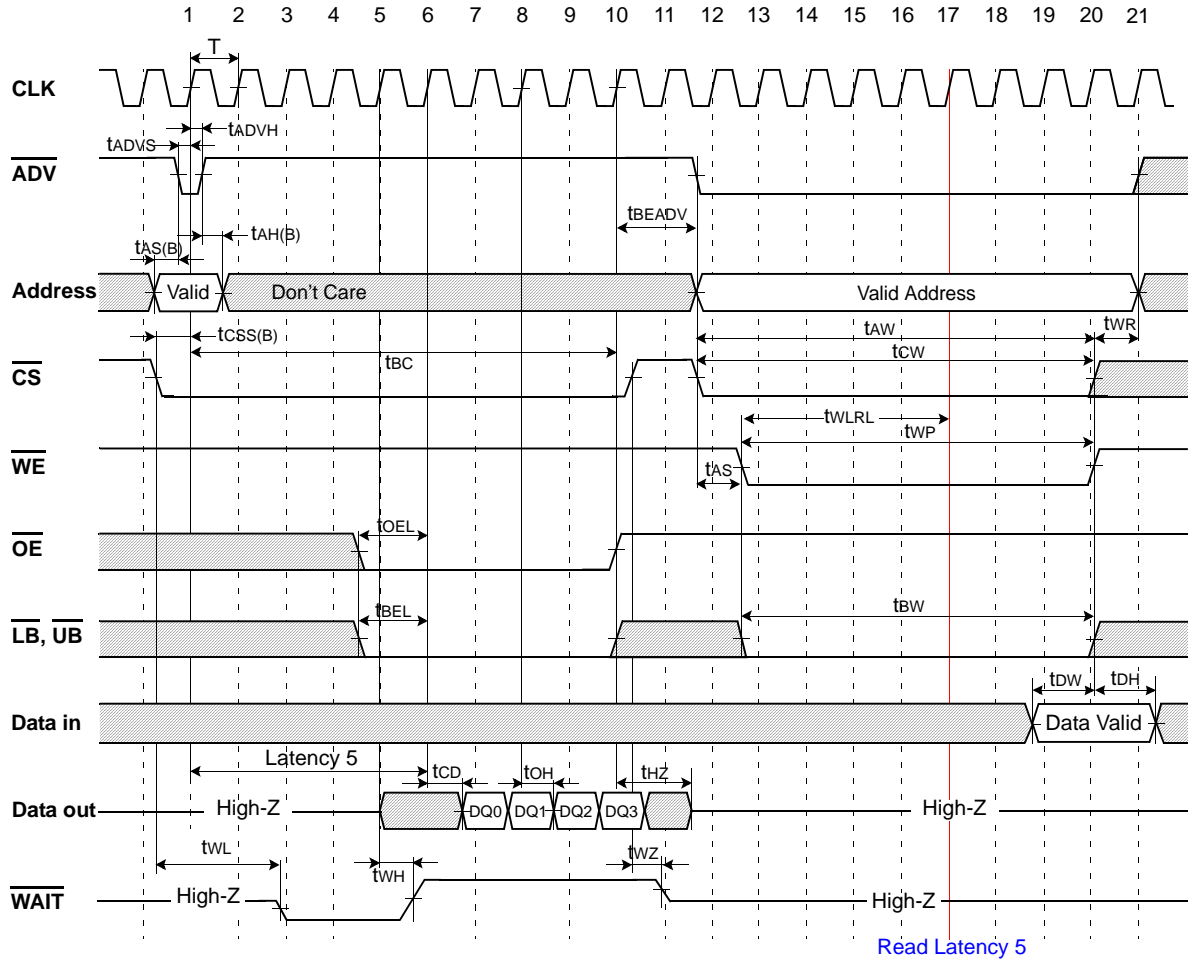 1 2 3 4 5 6 7 8 9 10 11 12 13 14 15 16 17 18 19 20 21
T
CLK
tADVH
tADVS
ADV
tBEADV
tAH(B)
tAS(B)
Address Valid Don't Care Valid Address
tCSS(B) tAW tWR
tBC tCW
CS
tWLRL
tWP
WE
tAS
tOEL
OE
tBEL tBW
LB, UB
tDW tDH
Data in Data Valid
Latency 5 tCD tOH tHZ
Data out High-Z DQ0 DQ1 DQ2 DQ3 High-Z
tWL tWH tWZ
WAIT High-Z High-Z
Read Latency 5